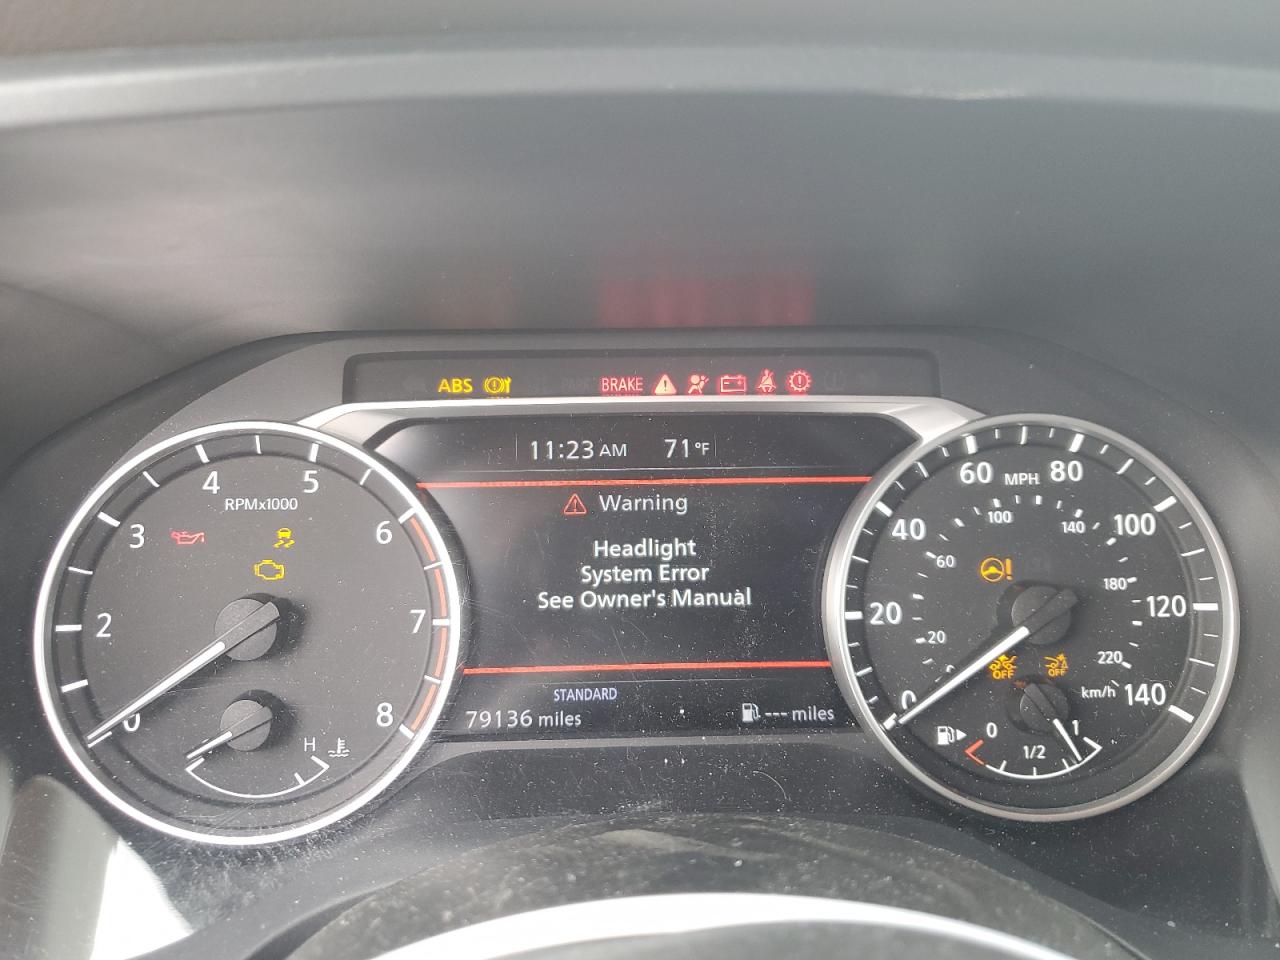 ABS
BRAKE
11:23 AM 71°F
Warning
Headlight
System Error
See Owner's Manual
STANDARD
79136 miles
--- miles
0
2
3
4
5
6
7
8
RPMx1000
H
0
20
40
60
MPH
80
100
120
140
20
60
100
140
180
220
km/h
OFF
OFF
0
1/2
1